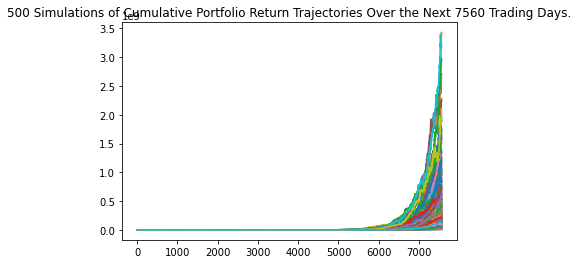 500 Simulations of Cumulative Portfolio Return Trajectories Over the Next 7560 Trading Days.
1e9
3.5
3.0
2.5
2.0
1.5
1.0
0.5
0.0
0 1000 2000 3000 4000 5000 6000 7000